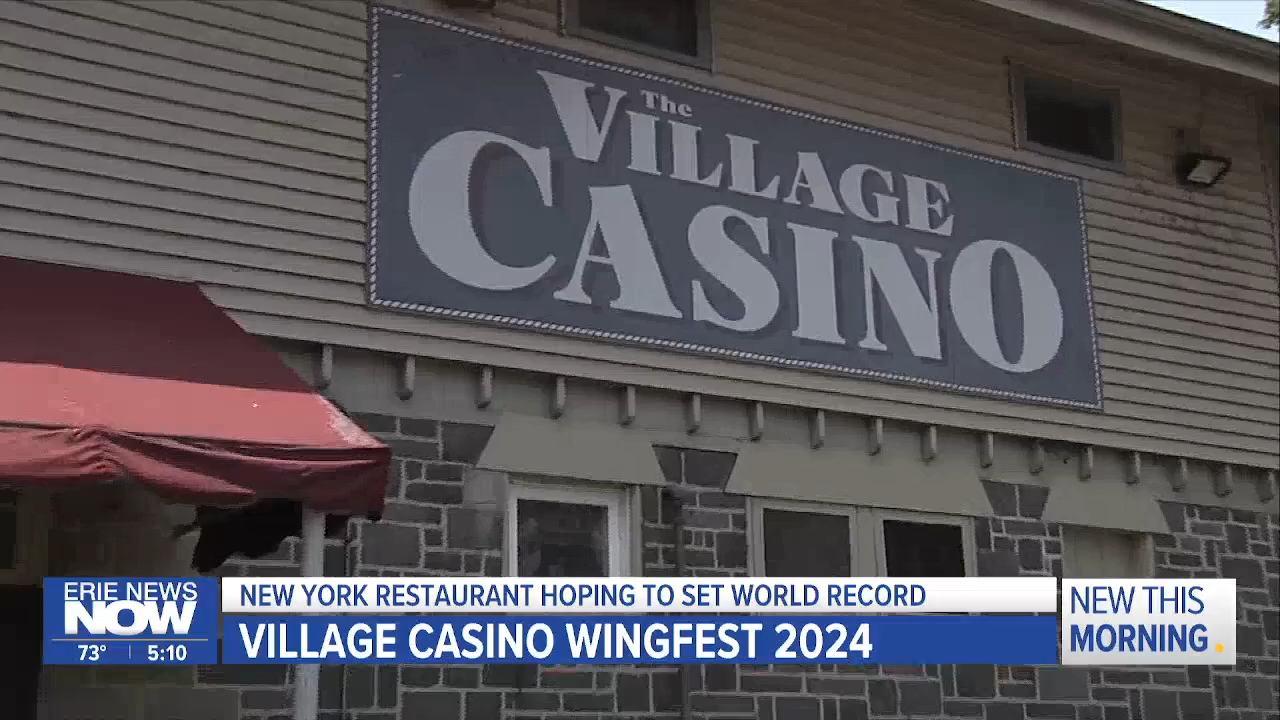 The
VILLAGE
CASINO
ERIE NEWS
NOW
73° 5:10
NEW YORK RESTAURANT HOPING TO SET WORLD RECORD
VILLAGE CASINO WINGFEST 2024
NEW THIS
MORNING.